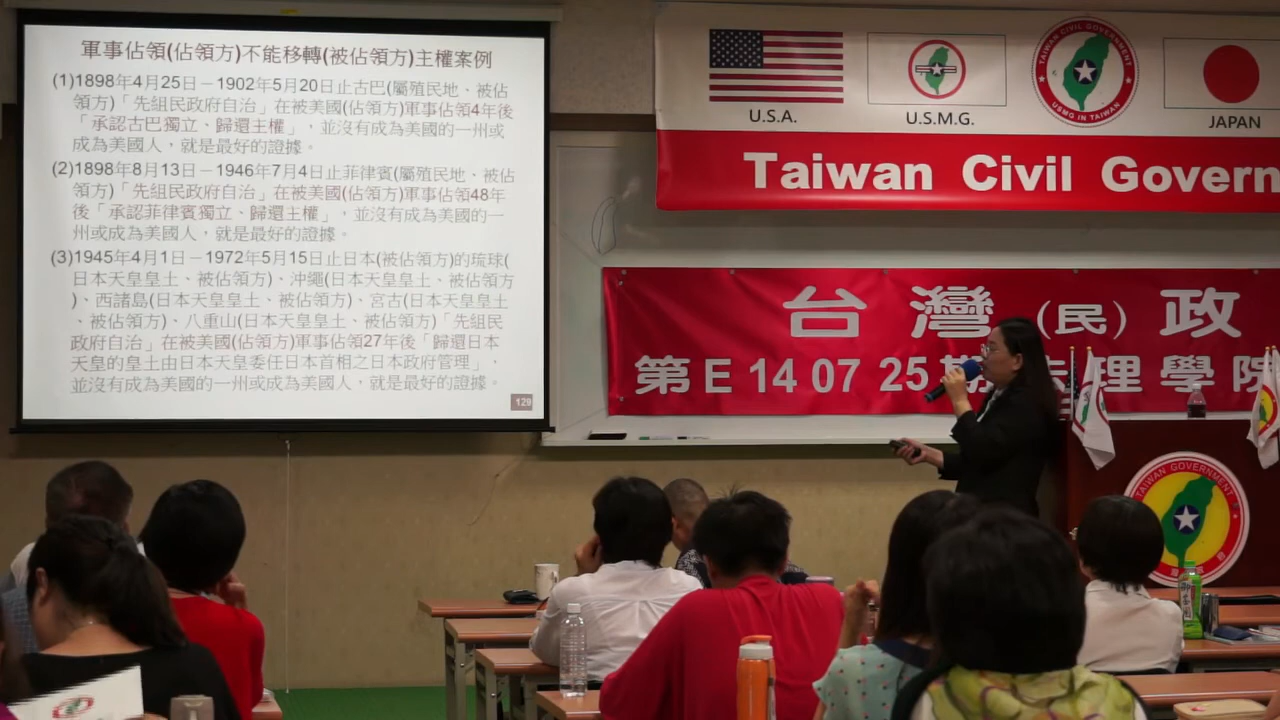 軍事佔領(佔領方)不能移轉(被佔領方)主權案例
(1)1898年4月25日－1902年5月20日止古巴(屬殖民地、被佔
領方)「先組民政府自治」在被美國(佔領方)軍事佔領4年後
「承認古巴獨立、歸還主權」，並沒有成為美國的一州或
成為美國人，就是最好的證據。
(2)1898年8月13日－1946年7月4日止菲律賓(屬殖民地、被佔
領方)「先組民政府自治」在被美國(佔領方)軍事佔領48年
後「承認菲律賓獨立、歸還主權」，並沒有成為美國的一
州或成為美國人，就是最好的證據。
(3)1945年4月1日－1972年5月15日止日本(被佔領方)的琉球(
日本天皇皇土、被佔領方)、沖繩(日本天皇皇土、被佔領方
)、西諸島(日本天皇皇土、被佔領方)、宮古(日本天皇皇土
、被佔領方)、八重山(日本天皇皇土、被佔領方)「先組民
政府自治」在被美國(佔領方)軍事佔領27年後「歸還日本
天皇的皇土由日本天皇委任日本首相之日本政府管理」，
並沒有成為美國的一州或成為美國人，就是最好的證據。
129
U.S.A.
U.S.M.G.
TAIWAN CIVIL GOVERNMENT
USMG IN TAIWAN
JAPAN
Taiwan Civil Govern
台灣(民)政
第E 14 07 25期法理學院
TAIWAN GOVERNMENT